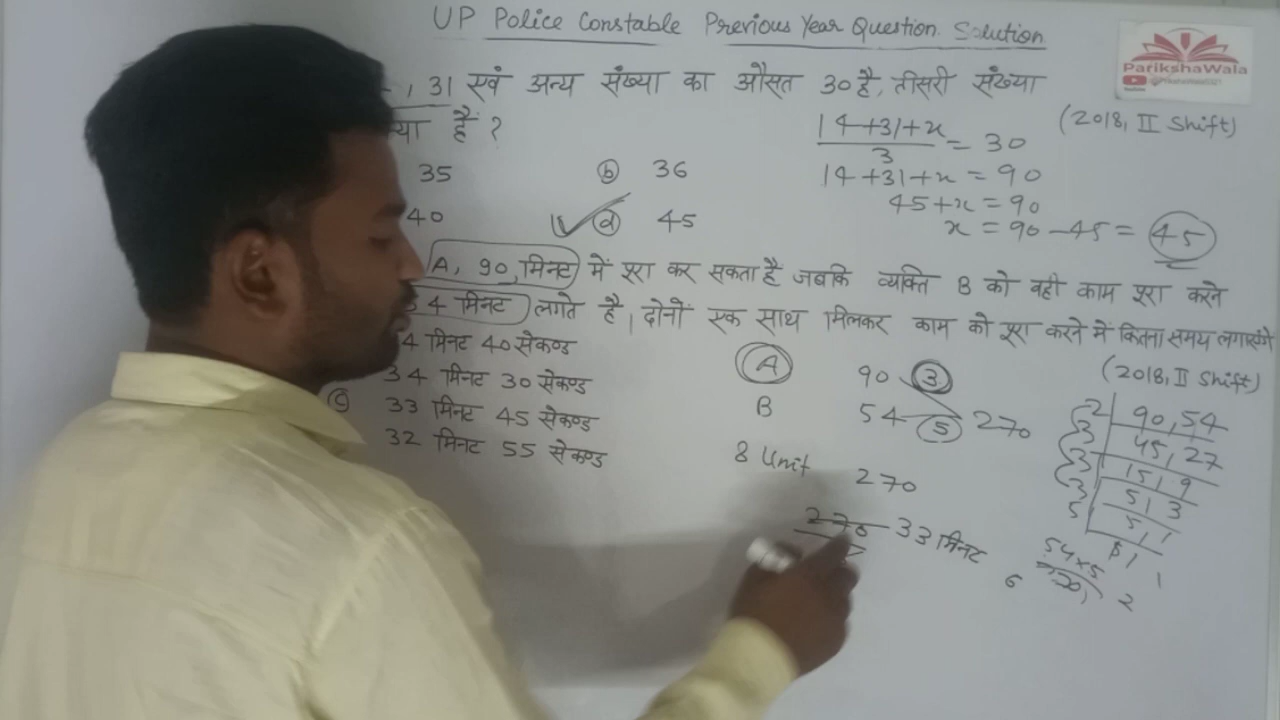 UP Police Constable Previous Year Question Solution
ParikshaWala
, 31 एवं अन्य संख्या का औसत 30 है, तीसरी संख्या
है ?
(2018, II Shift)
35
(b) 36
40
(d) 45
14+31+x
3
= 30
14+31+x = 90
45+x = 90
x = 90-45 = 45
A, 90, मिनट में पूरा कर सकता है जबकि व्यक्ति B को वही काम पूरा करने
4 मिनट लगते है, दोनों एक साथ मिलकर काम को पूरा करने में कितना समय लगाएंगे
(2018, II Shift)
4 मिनट 40 सेकण्ड
34 मिनट 30 सेकण्ड
(c) 33 मिनट 45 सेकण्ड
32 मिनट 55 सेकण्ड
A 90 3
B 54 5 270
8 Unit 270
270 33 मिनट
6
2 90, 54
3 45, 27
3 15, 9
3 5, 3
5 5, 1
1
54×5
270
2